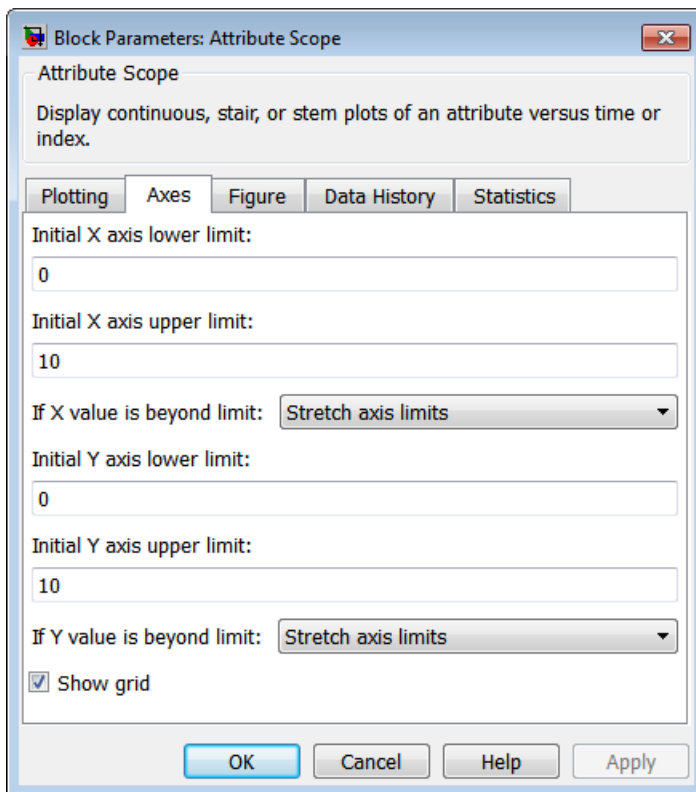 Block Parameters: Attribute Scope
Attribute Scope
Display continuous, stair, or stem plots of an attribute versus time or
index.
Plotting Axes Figure Data History Statistics
Initial X axis lower limit:
0
Initial X axis upper limit:
10
If X value is beyond limit: Stretch axis limits
Initial Y axis lower limit:
0
Initial Y axis upper limit:
10
If Y value is beyond limit: Stretch axis limits
Show grid
OK Cancel Help Apply